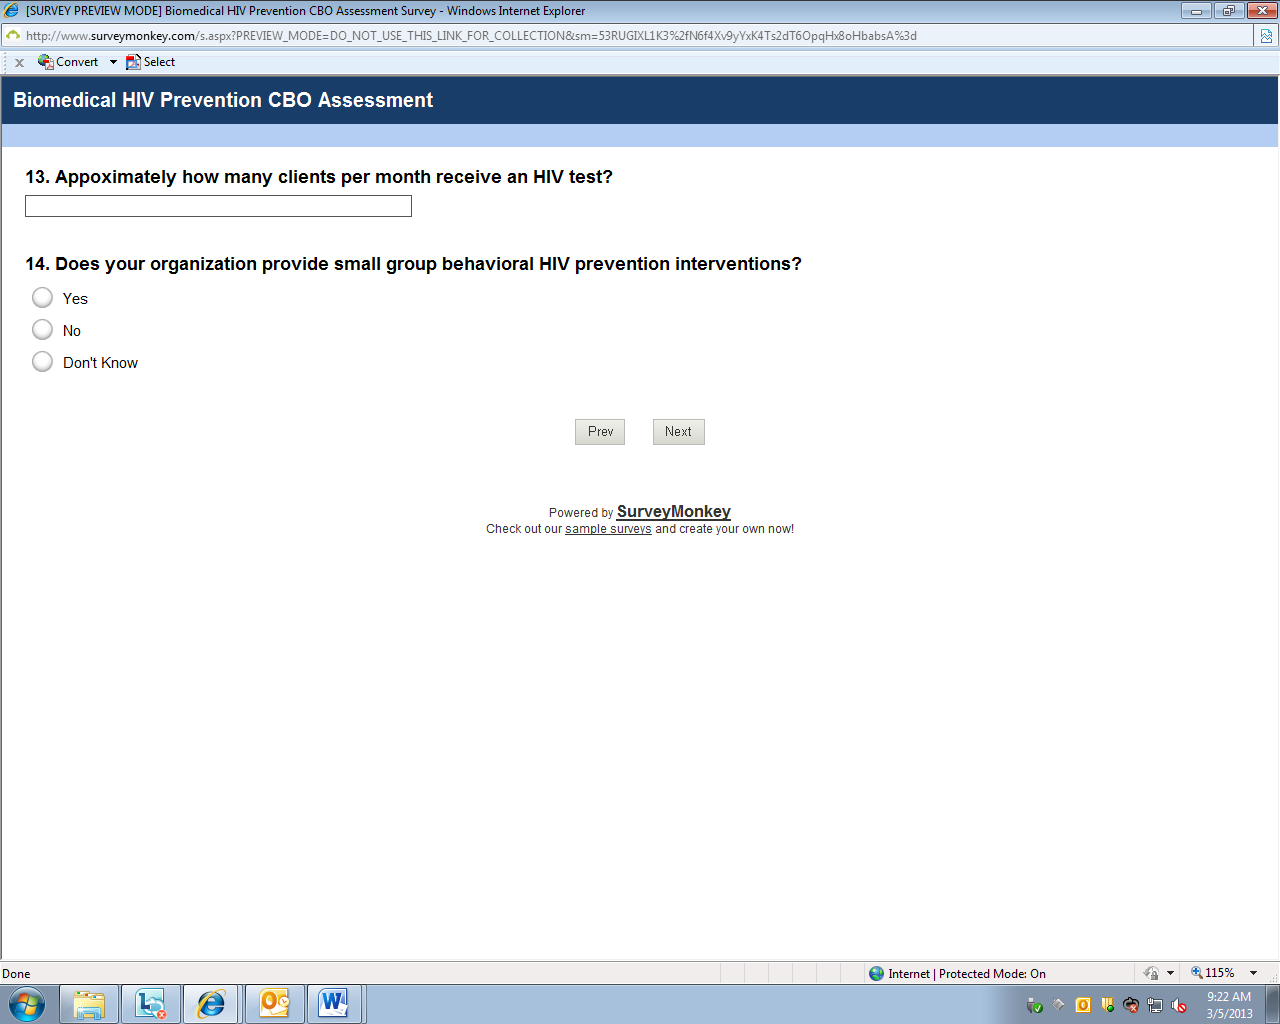 [SURVEY PREVIEW MODE] Biomedical HIV Prevention CBO Assessment Survey - Windows Internet Explorer
http://www.surveymonkey.com/s.aspx?PREVIEW_MODE=DO_NOT_USE_THIS_LINK_FOR_COLLECTION&sm=53RUGIXL1K3%2fN6f4Xv9yYxK4Ts2dT6OpqHx8oHbabsA%3d
x Convert Select
Biomedical HIV Prevention CBO Assessment
13. Appoximately how many clients per month receive an HIV test?
14. Does your organization provide small group behavioral HIV prevention interventions?
Yes
No
Don't Know
Prev Next
Powered by SurveyMonkey
Check out our sample surveys and create your own now!
Done Internet | Protected Mode: On 115%
9:22 AM
3/5/2013